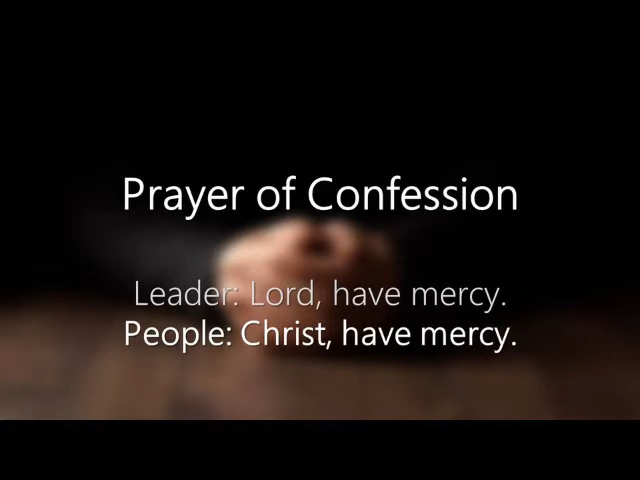 Prayer of Confession
Leader: Lord, have mercy.
People: Christ, have mercy.